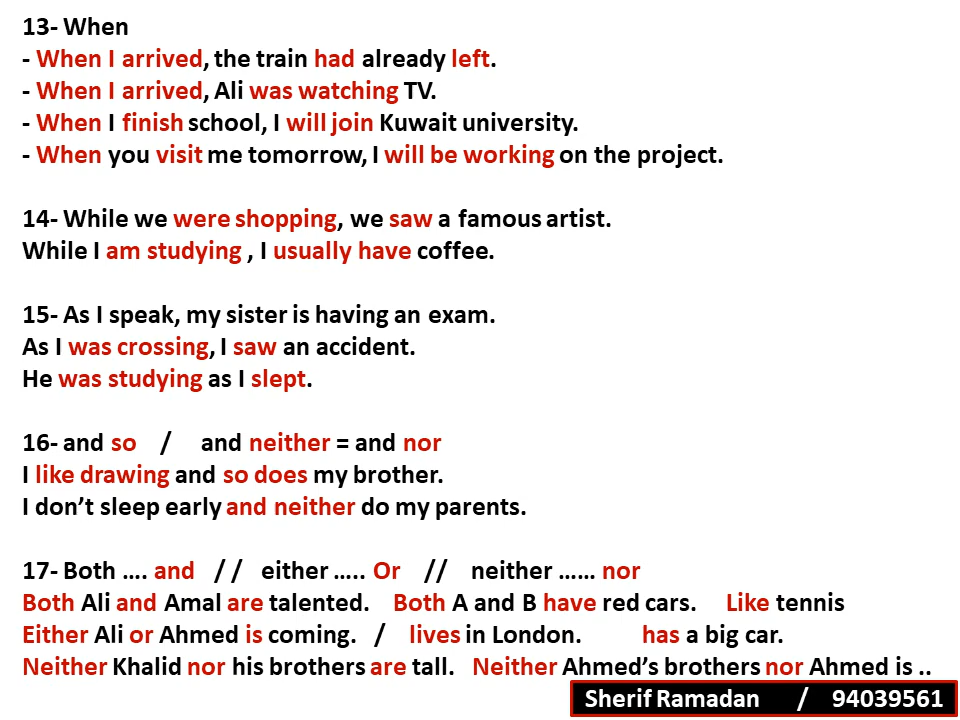 13- When
- When I arrived, the train had already left.
- When I arrived, Ali was watching TV.
- When I finish school, I will join Kuwait university.
- When you visit me tomorrow, I will be working on the project.
14- While we were shopping, we saw a famous artist.
While I am studying , I usually have coffee.
15- As I speak, my sister is having an exam.
As I was crossing, I saw an accident.
He was studying as I slept.
16- and so / and neither = and nor
I like drawing and so does my brother.
I don’t sleep early and neither do my parents.
17- Both …. and // either ….. Or // neither …… nor
Both Ali and Amal are talented. Both A and B have red cars. Like tennis
Either Ali or Ahmed is coming. / lives in London. has a big car.
Neither Khalid nor his brothers are tall. Neither Ahmed’s brothers nor Ahmed is ..
Sherif Ramadan / 94039561